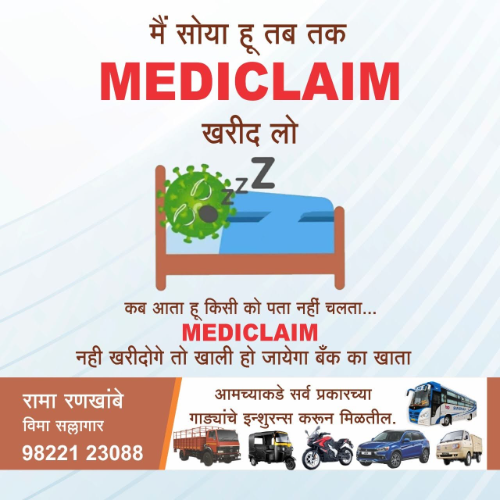 मैं सोया हू तब तक
MEDICLAIM
खरीद लो
Z Z Z
कब आता हू किसी को पता नहीं चलता...
MEDICLAIM
नही खरीदोगे तो खाली हो जायेगा बँक का खाता
रामा रणखांबे
विमा सल्लागार
98221 23088
आमच्याकडे सर्व प्रकारच्या
गाड्यांचे इन्शुरन्स करून मिळतील.